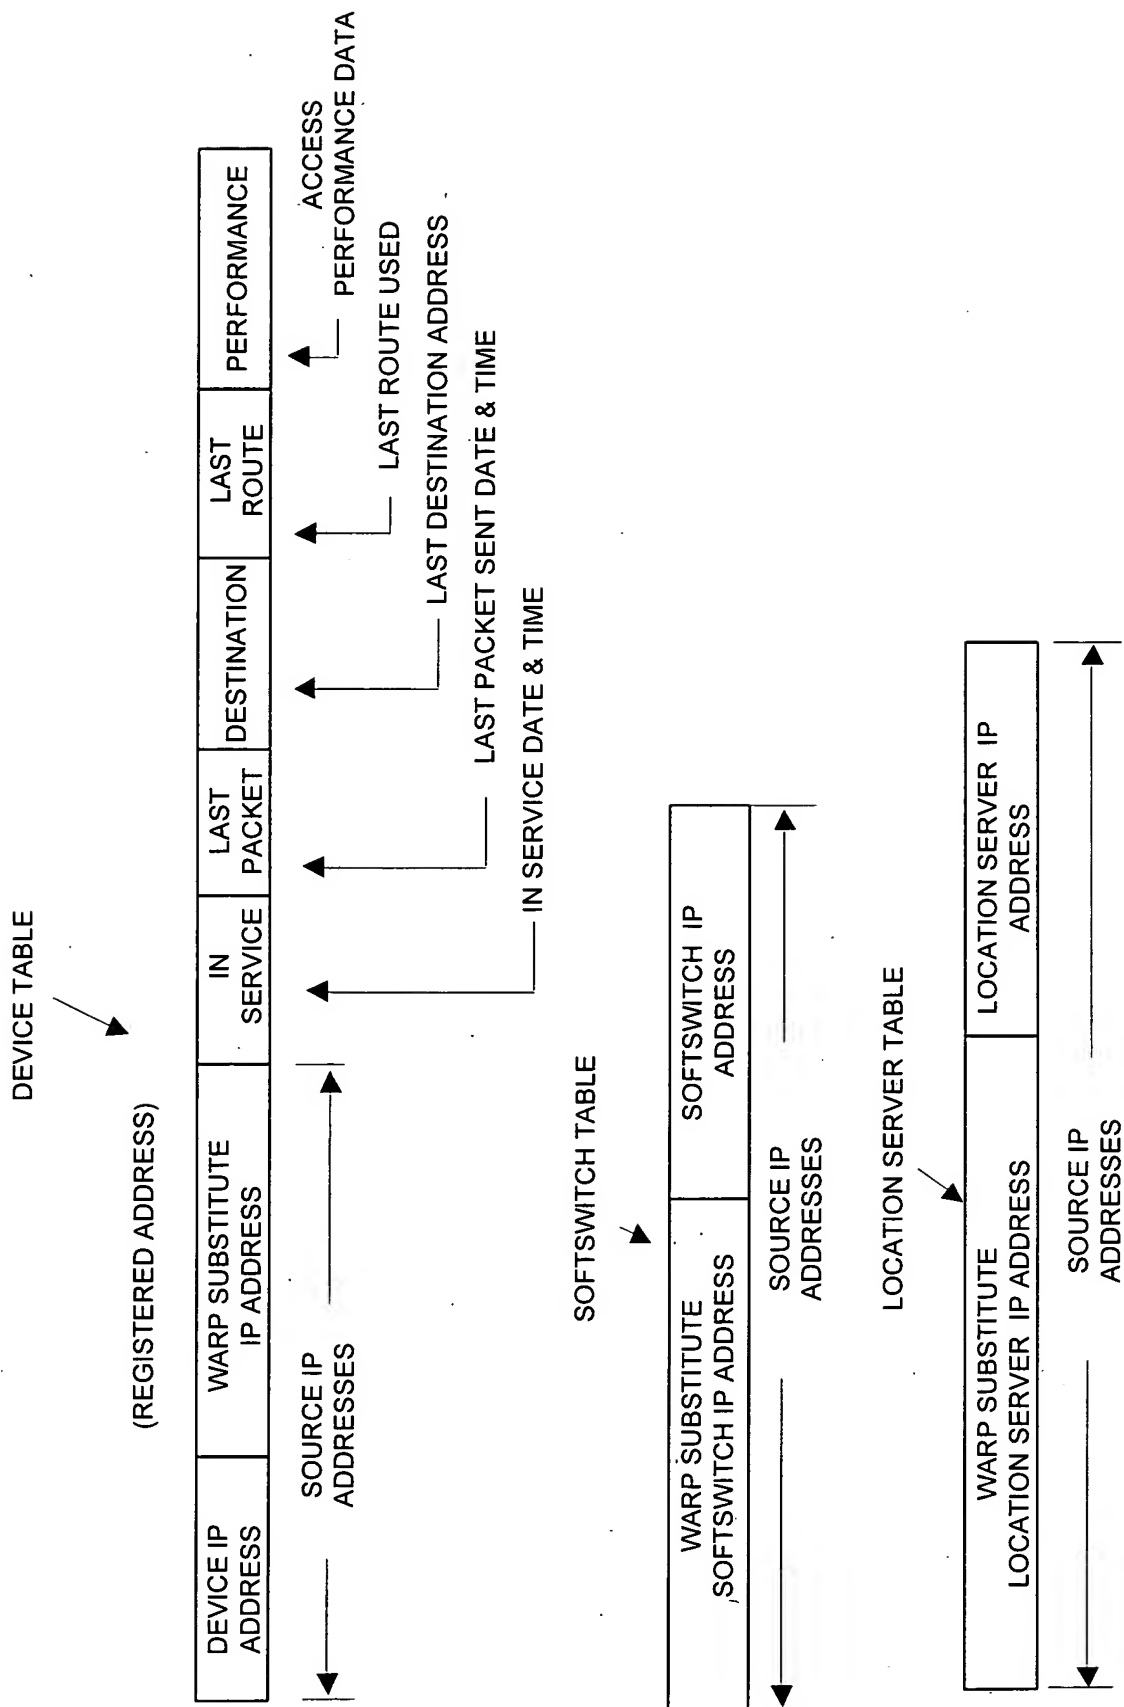 DEVICE TABLE
(REGISTERED ADDRESS)
DEVICE IP
ADDRESS
WARP SUBSTITUTE
IP ADDRESS
IN
SERVICE
LAST
PACKET
DESTINATION
LAST
ROUTE
PERFORMANCE
SOURCE IP
ADDRESSES
ACCESS
PERFORMANCE DATA
LAST ROUTE USED
LAST DESTINATION ADDRESS
LAST PACKET SENT DATE & TIME
IN SERVICE DATE & TIME
SOFTSWITCH TABLE
WARP SUBSTITUTE
SOFTSWITCH IP ADDRESS
SOFTSWITCH IP
ADDRESS
SOURCE IP
ADDRESSES
LOCATION SERVER TABLE
WARP SUBSTITUTE
LOCATION SERVER IP ADDRESS
LOCATION SERVER IP
ADDRESS
SOURCE IP
ADDRESSES